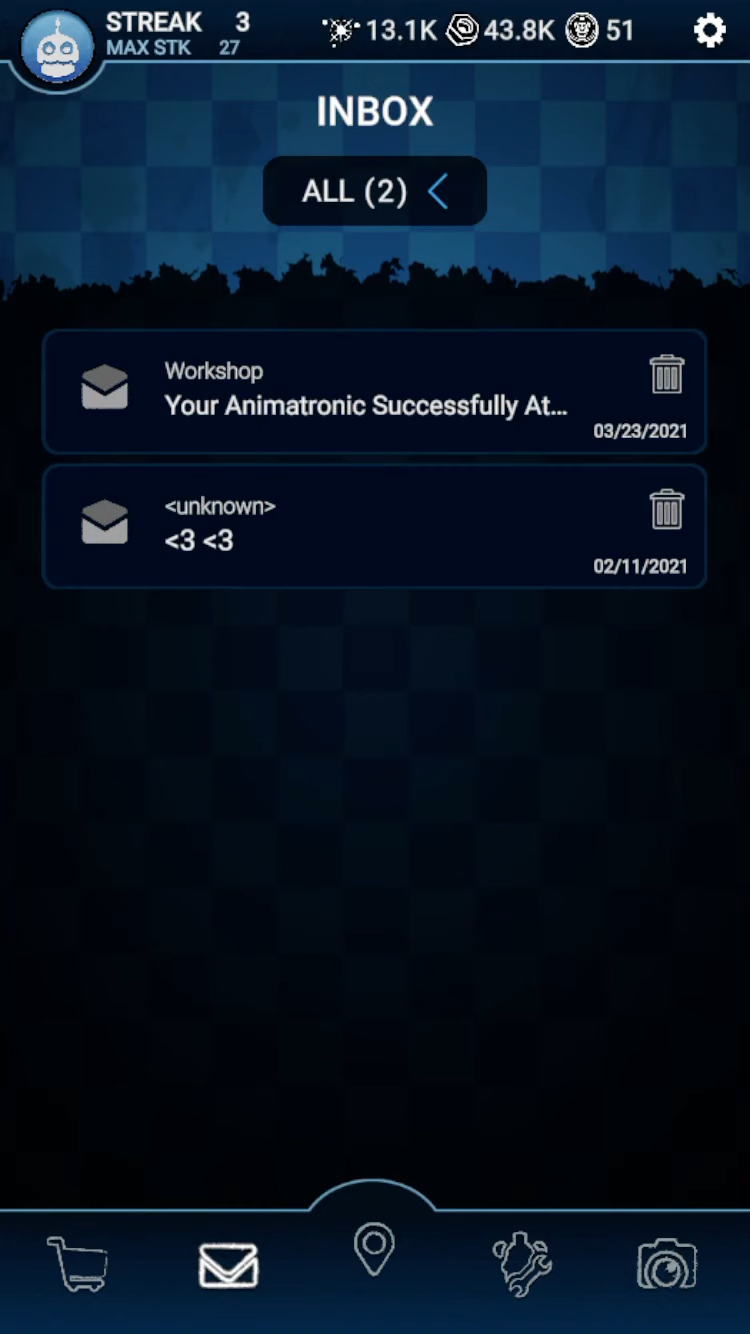 STREAK 3 13.1K 43.8K 51
MAX STK 27
INBOX
ALL (2)
Workshop
Your Animatronic Successfully At...
03/23/2021
<unknown>
<3 <3
02/11/2021